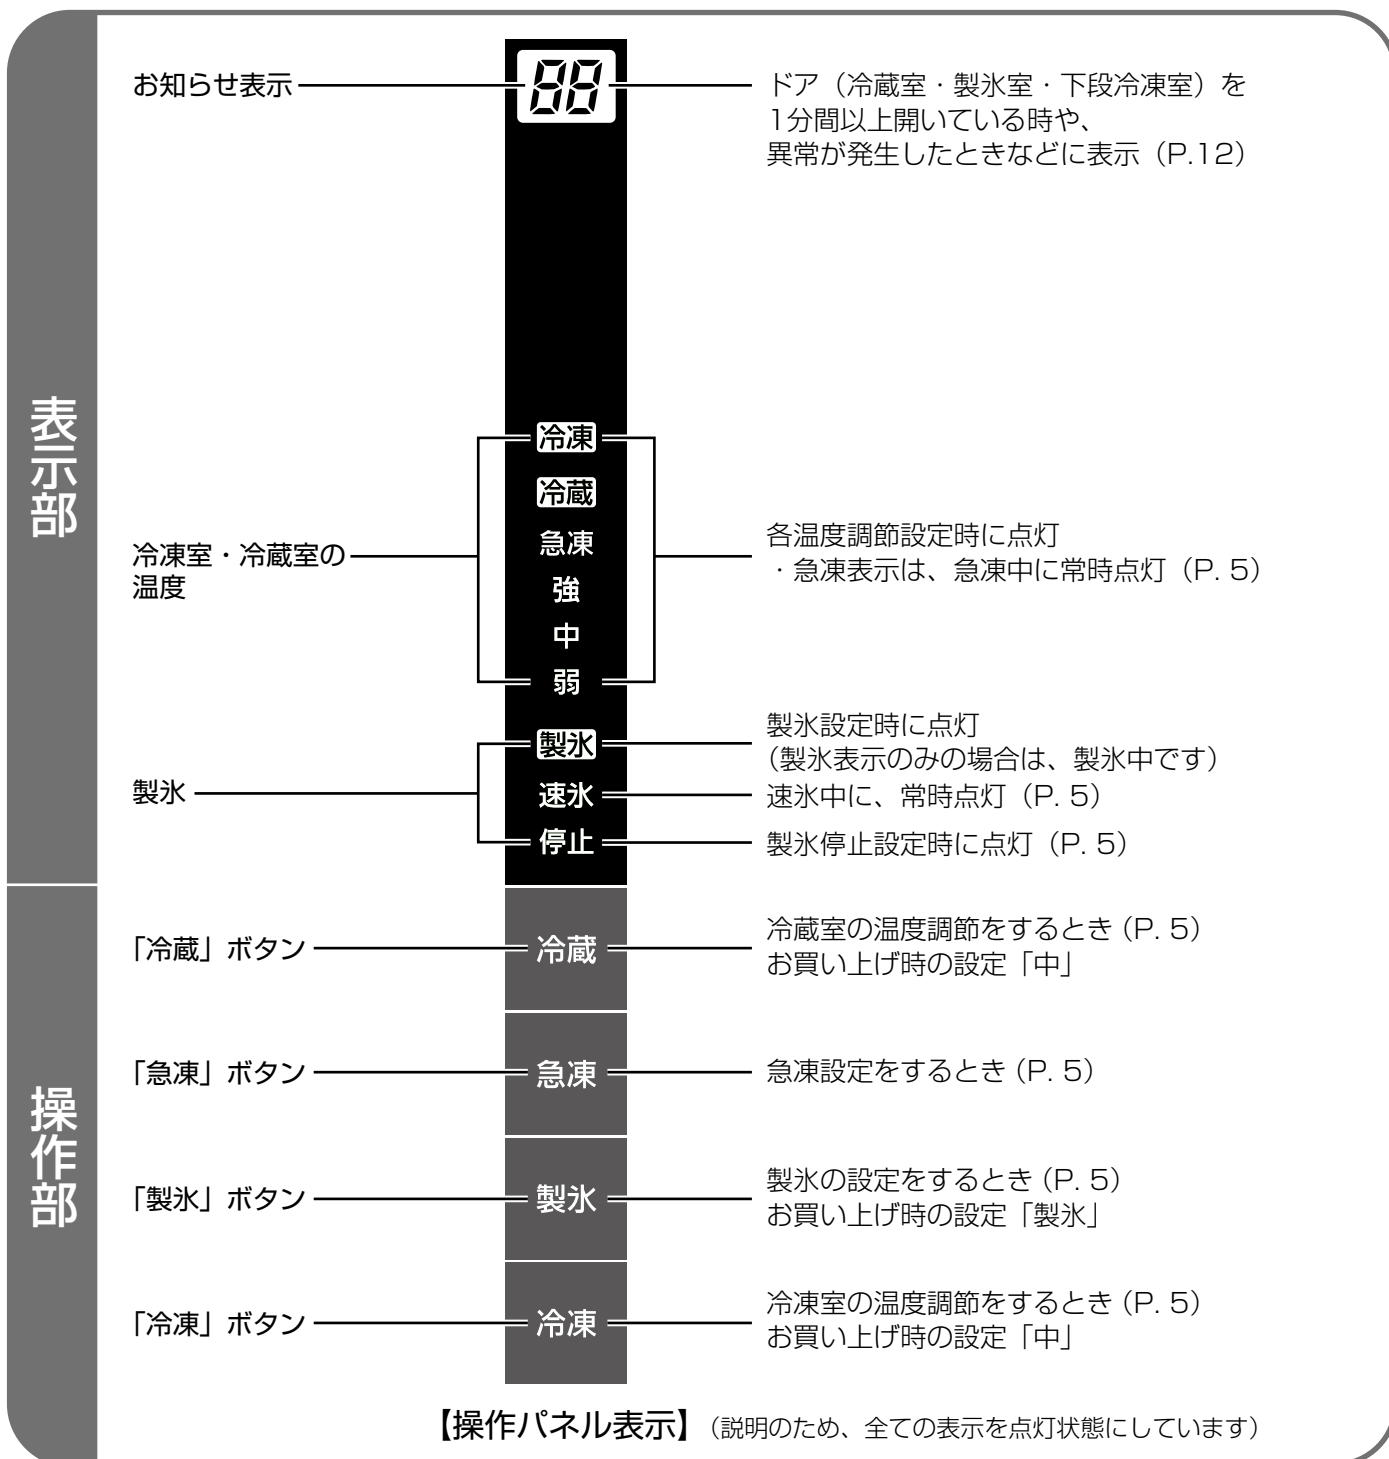 表示部
お知らせ表示
88
ドア（冷蔵室・製氷室・下段冷凍室）を
1分間以上開いている時や、
異常が発生したときなどに表示（P.12）
冷凍室・冷蔵室の
温度
冷凍
冷蔵
急凍
強
中
弱
各温度調節設定時に点灯
・急凍表示は、急凍中に常時点灯（P. 5）
製氷
製氷
速氷
停止
製氷設定時に点灯
（製氷表示のみの場合は、製氷中です）
速氷中に、常時点灯（P. 5）
製氷停止設定時に点灯（P. 5）
操作部
「冷蔵」ボタン
冷蔵
冷蔵室の温度調節をするとき（P. 5）
お買い上げ時の設定「中」
「急凍」ボタン
急凍
急凍設定をするとき（P. 5）
「製氷」ボタン
製氷
製氷の設定をするとき（P. 5）
お買い上げ時の設定「製氷」
「冷凍」ボタン
冷凍
冷凍室の温度調節をするとき（P. 5）
お買い上げ時の設定「中」
【操作パネル表示】（説明のため、全ての表示を点灯状態にしています）